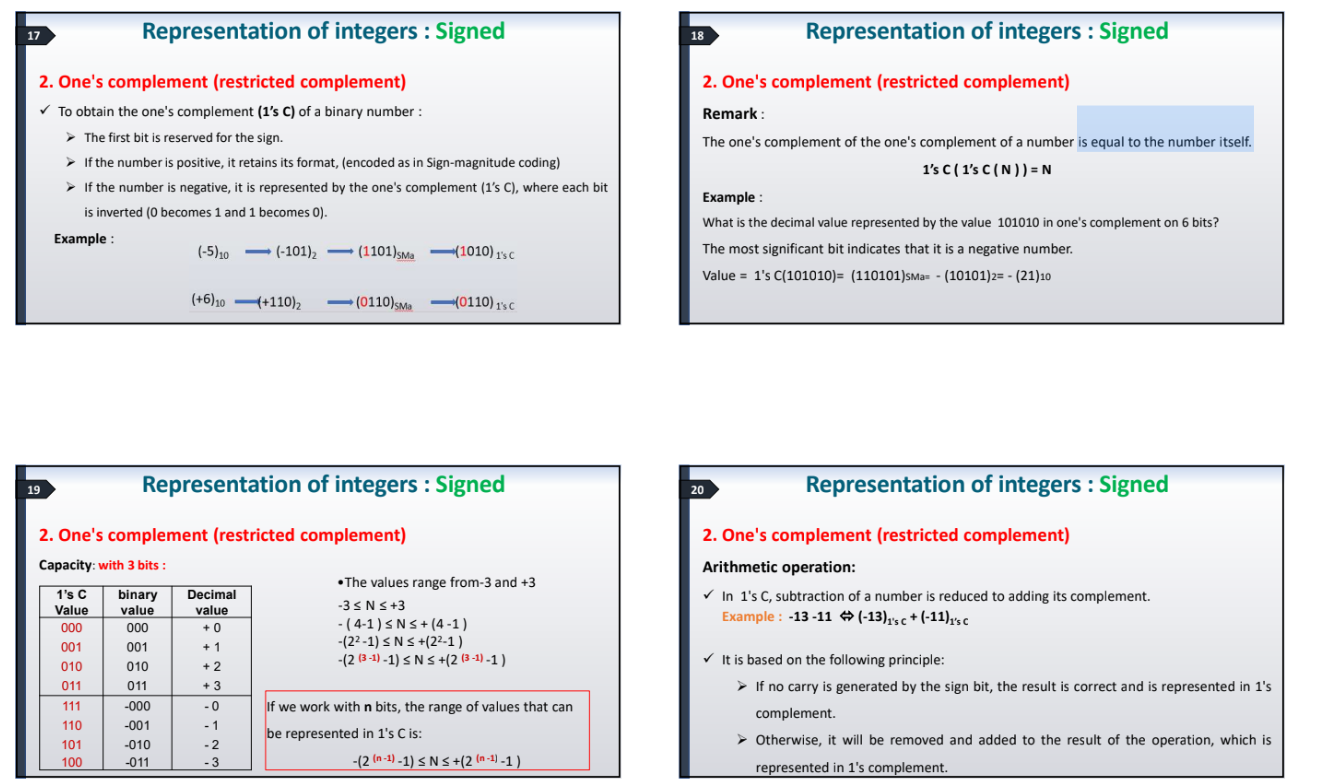 17
Representation of integers : Signed
2. One's complement (restricted complement)
✓ To obtain the one's complement (1's C) of a binary number :
➢ The first bit is reserved for the sign.
➢ If the number is positive, it retains its format, (encoded as in Sign-magnitude coding)
➢ If the number is negative, it is represented by the one's complement (1's C), where each bit
is inverted (0 becomes 1 and 1 becomes 0).
Example :
(-5)10 → (-101)2 → (1101)SMa → (1010) 1's C
(+6)10 → (+110)2 → (0110)SMa → (0110) 1's C
18
Representation of integers : Signed
2. One's complement (restricted complement)
Remark :
The one's complement of the one's complement of a number is equal to the number itself.
1's C ( 1's C ( N ) ) = N
Example :
What is the decimal value represented by the value 101010 in one's complement on 6 bits?
The most significant bit indicates that it is a negative number.
Value = 1's C(101010)= (110101)SMa= - (10101)2= - (21)10
19
Representation of integers : Signed
2. One's complement (restricted complement)
Capacity: with 3 bits :
1's C Value binary value Decimal value
000 000 + 0
001 001 + 1
010 010 + 2
011 011 + 3
111 -000 - 0
110 -001 - 1
101 -010 - 2
100 -011 - 3
•The values range from-3 and +3
-3 ≤ N ≤ +3
- ( 4-1 ) ≤ N ≤ + (4 -1 )
-(2² -1) ≤ N ≤ +(2²-1 )
-(2 (3 -1) -1) ≤ N ≤ +(2 (3 -1) -1 )
If we work with n bits, the range of values that can
be represented in 1's C is:
-(2 (n -1) -1) ≤ N ≤ +(2 (n -1) -1 )
20
Representation of integers : Signed
2. One's complement (restricted complement)
Arithmetic operation:
✓ In 1's C, subtraction of a number is reduced to adding its complement.
Example : -13 -11 ⇔ (-13)1's C + (-11)1's C
✓ It is based on the following principle:
➢ If no carry is generated by the sign bit, the result is correct and is represented in 1's
complement.
➢ Otherwise, it will be removed and added to the result of the operation, which is
represented in 1's complement.